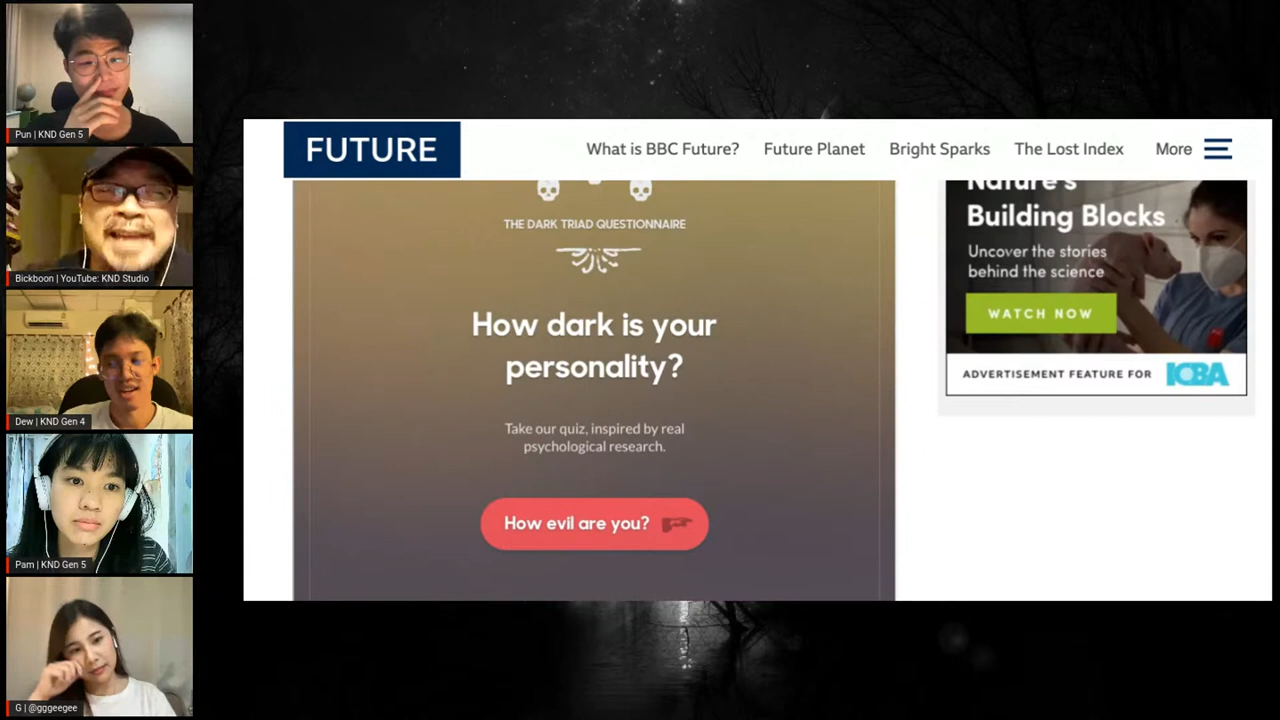 Pun | KND Gen 5
Bickboon | YouTube: KND Studio
Dew | KND Gen 4
Pam | KND Gen 5
G | @gggeegee
FUTURE
What is BBC Future?
Future Planet
Bright Sparks
The Lost Index
More
THE DARK TRIAD QUESTIONNAIRE
How dark is your
personality?
Take our quiz, inspired by real
psychological research.
How evil are you?
Nature's
Building Blocks
Uncover the stories
behind the science
WATCH NOW
ADVERTISEMENT FEATURE FOR